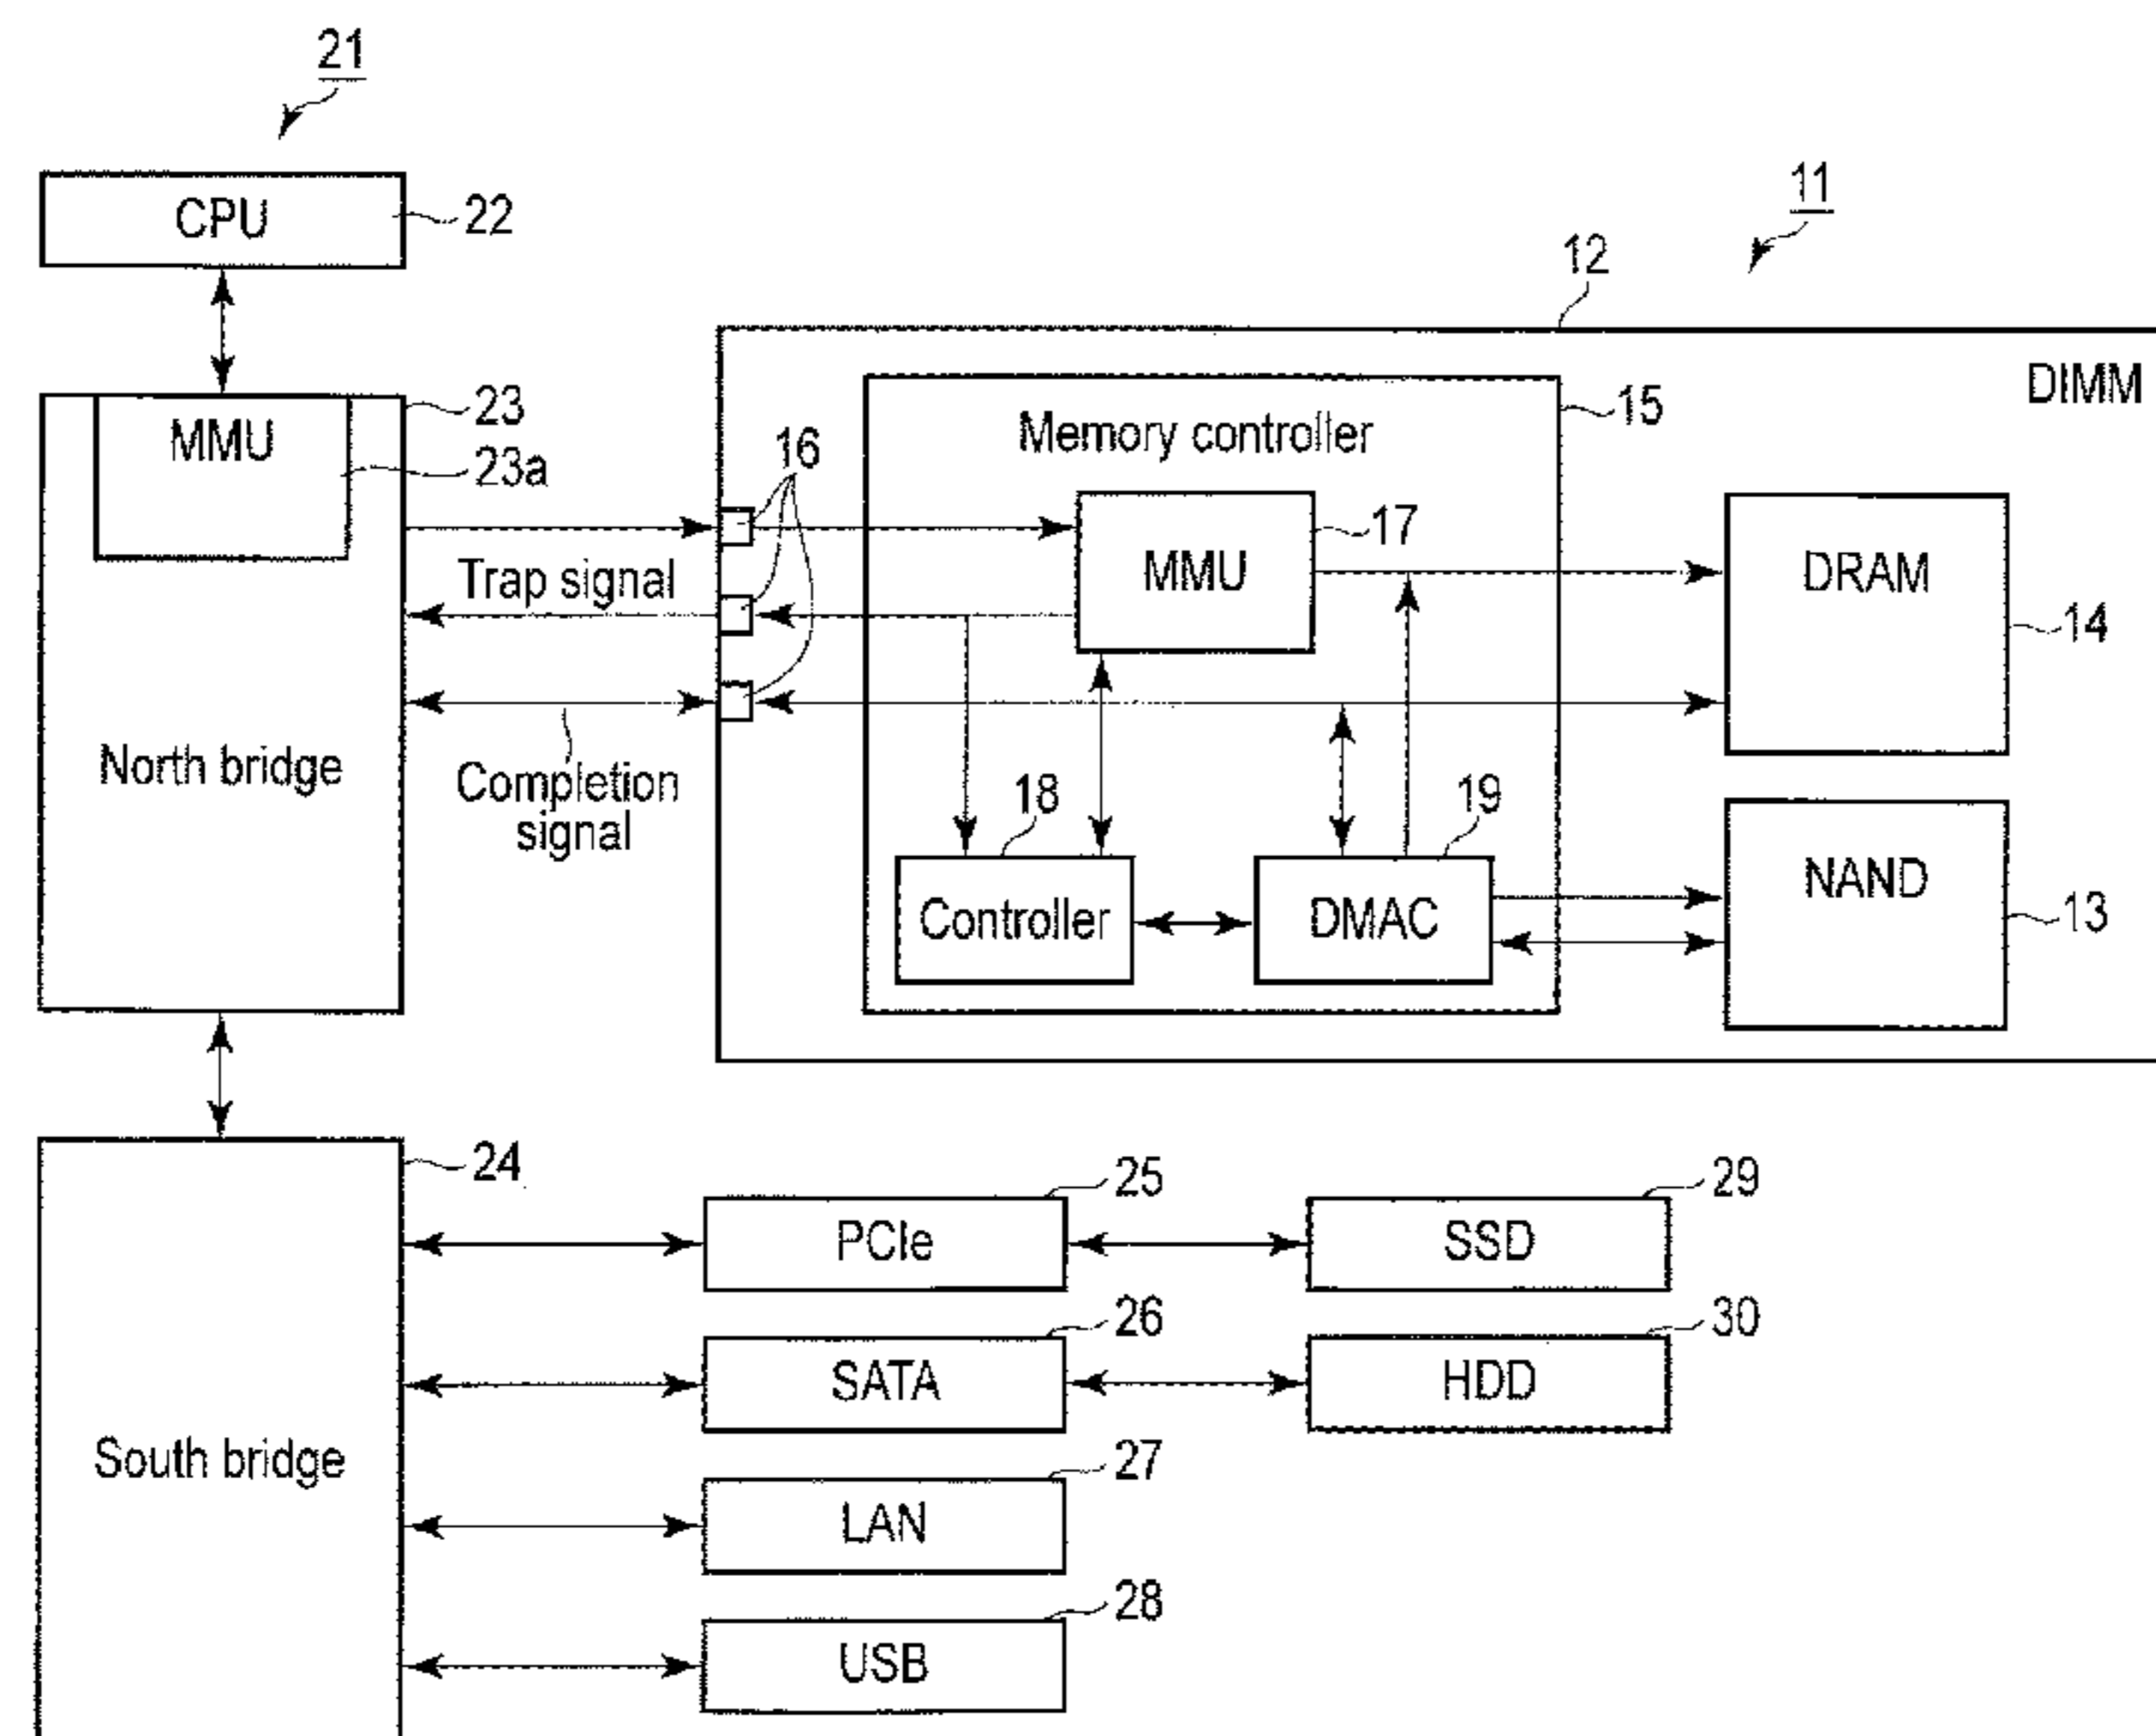 21
11
CPU
22
12
DIMM
MMU
23
23a
16
Memory controller
15
MMU
17
DRAM
14
Trap signal
North bridge
Completion
signal
18
19
Controller
DMAC
NAND
13
24
25
29
PCIe
SSD
26
30
SATA
HDD
South bridge
27
LAN
28
USB